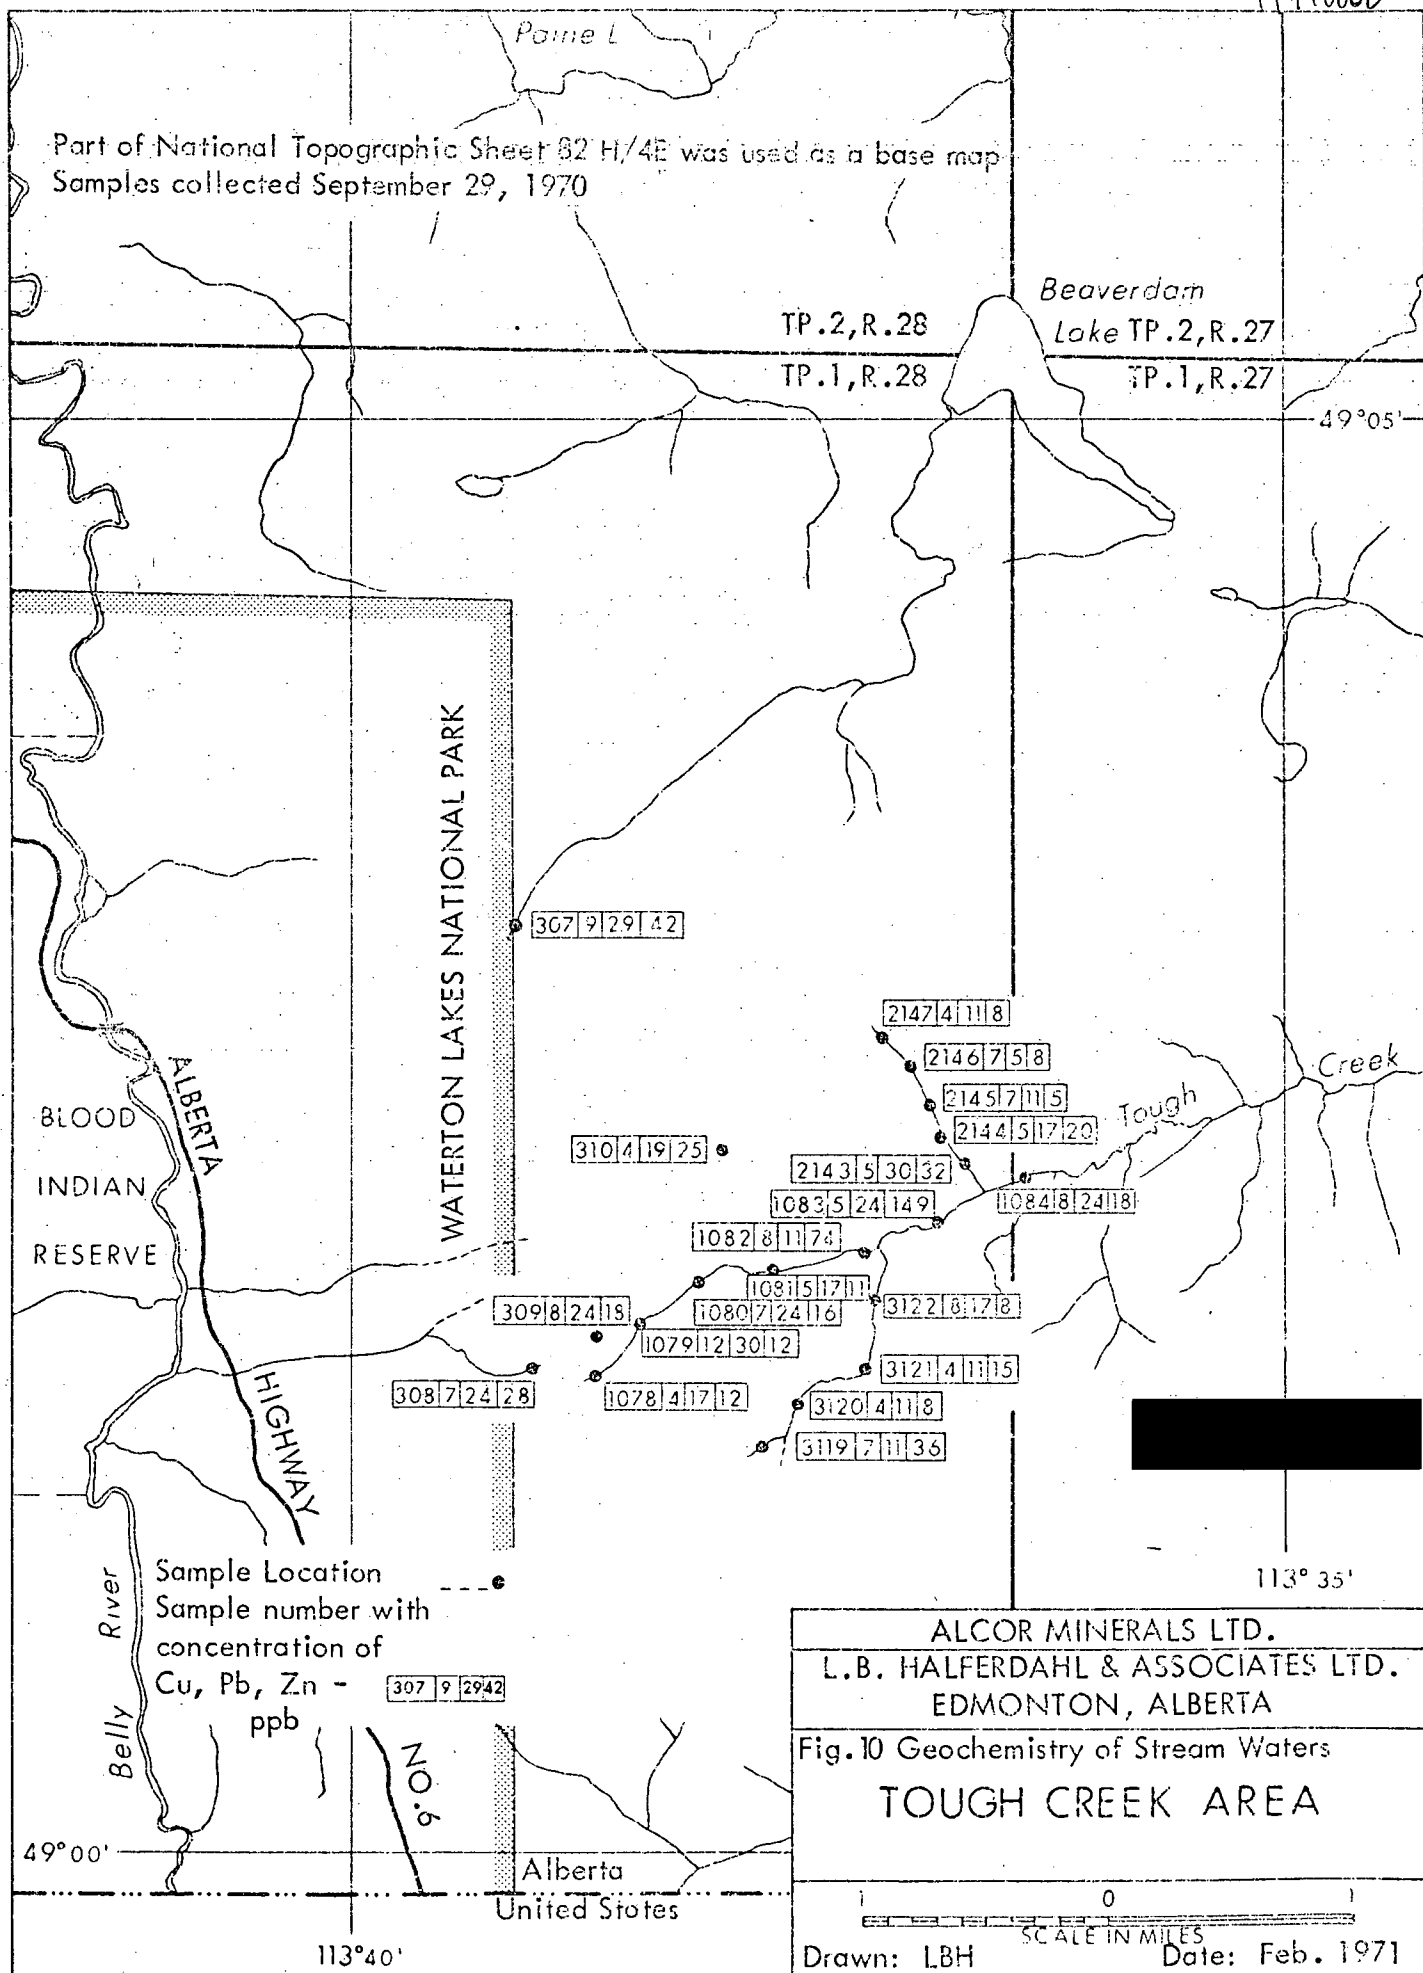 Paine L
Part of National Topographic Sheet 82 H/4E was used as a base map
Samples collected September 29, 1970
Beaverdam
Lake
TP.2,R.28
TP.2,R.27
TP.1,R.28
TP.1,R.27
49°05'
WATERTON LAKES NATIONAL PARK
307 9 29 42
2147 4 11 8
2146 7 5 8
2145 7 11 5
2144 5 17 20
2143 5 30 32
Tough
Creek
310 4 19 25
1083 5 24 149
1084 8 24 18
1082 8 11 74
1081 5 17 11
309 8 24 18
1080 7 24 16
3122 8 17 8
1079 12 30 12
3121 4 11 15
308 7 24 28
1078 4 17 12
3120 4 11 8
3119 7 11 36
BLOOD
INDIAN
RESERVE
ALBERTA
HIGHWAY
NO.6
Belly River
Sample Location
Sample number with
concentration of
Cu, Pb, Zn -
ppb
307 9 29 42
113° 35'
49°00'
Alberta
United States
113°40'
ALCOR MINERALS LTD.
L.B. HALFERDAHL & ASSOCIATES LTD.
EDMONTON, ALBERTA
Fig.10 Geochemistry of Stream Waters
TOUGH CREEK AREA
1 0 1
SCALE IN MILES
Drawn: LBH Date: Feb. 1971